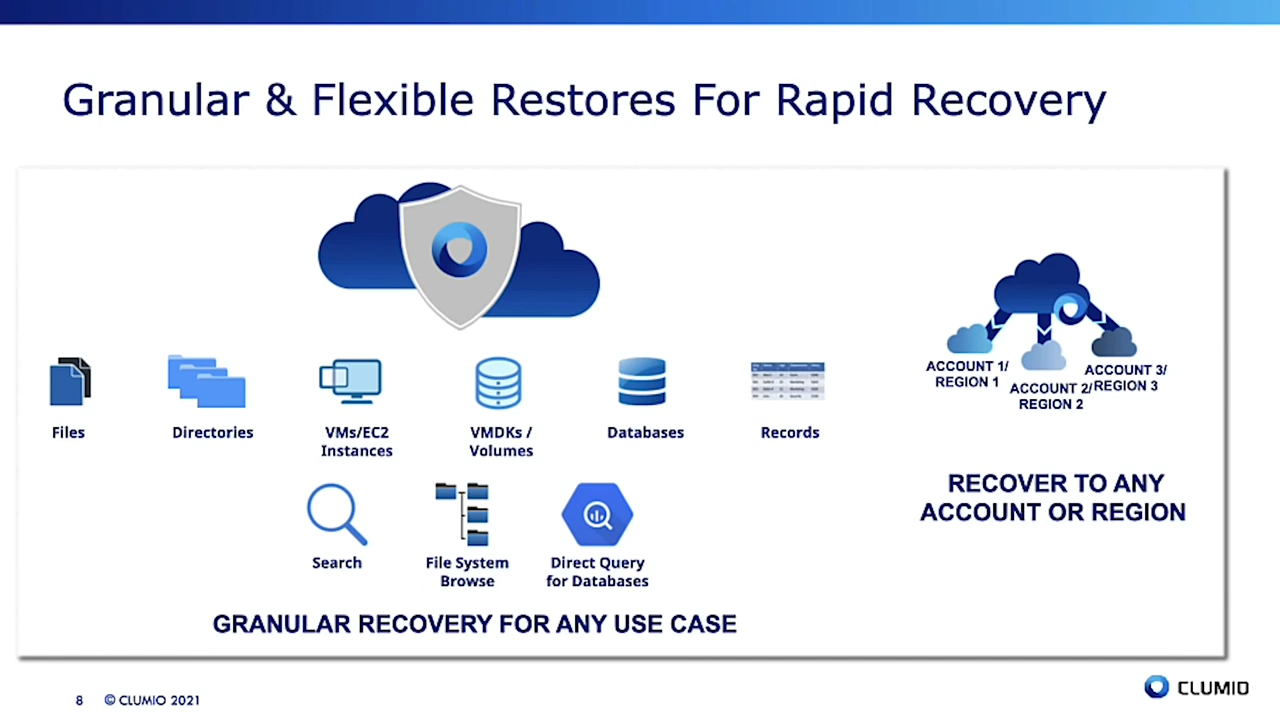 Granular & Flexible Restores For Rapid Recovery
Files
Directories
VMs/EC2
Instances
VMDKs /
Volumes
Databases
Records
Search
File System
Browse
Direct Query
for Databases
GRANULAR RECOVERY FOR ANY USE CASE
ACCOUNT 1/
REGION 1
ACCOUNT 2/
REGION 2
ACCOUNT 3/
REGION 3
RECOVER TO ANY
ACCOUNT OR REGION
8 © CLUMIO 2021
CLUMIO